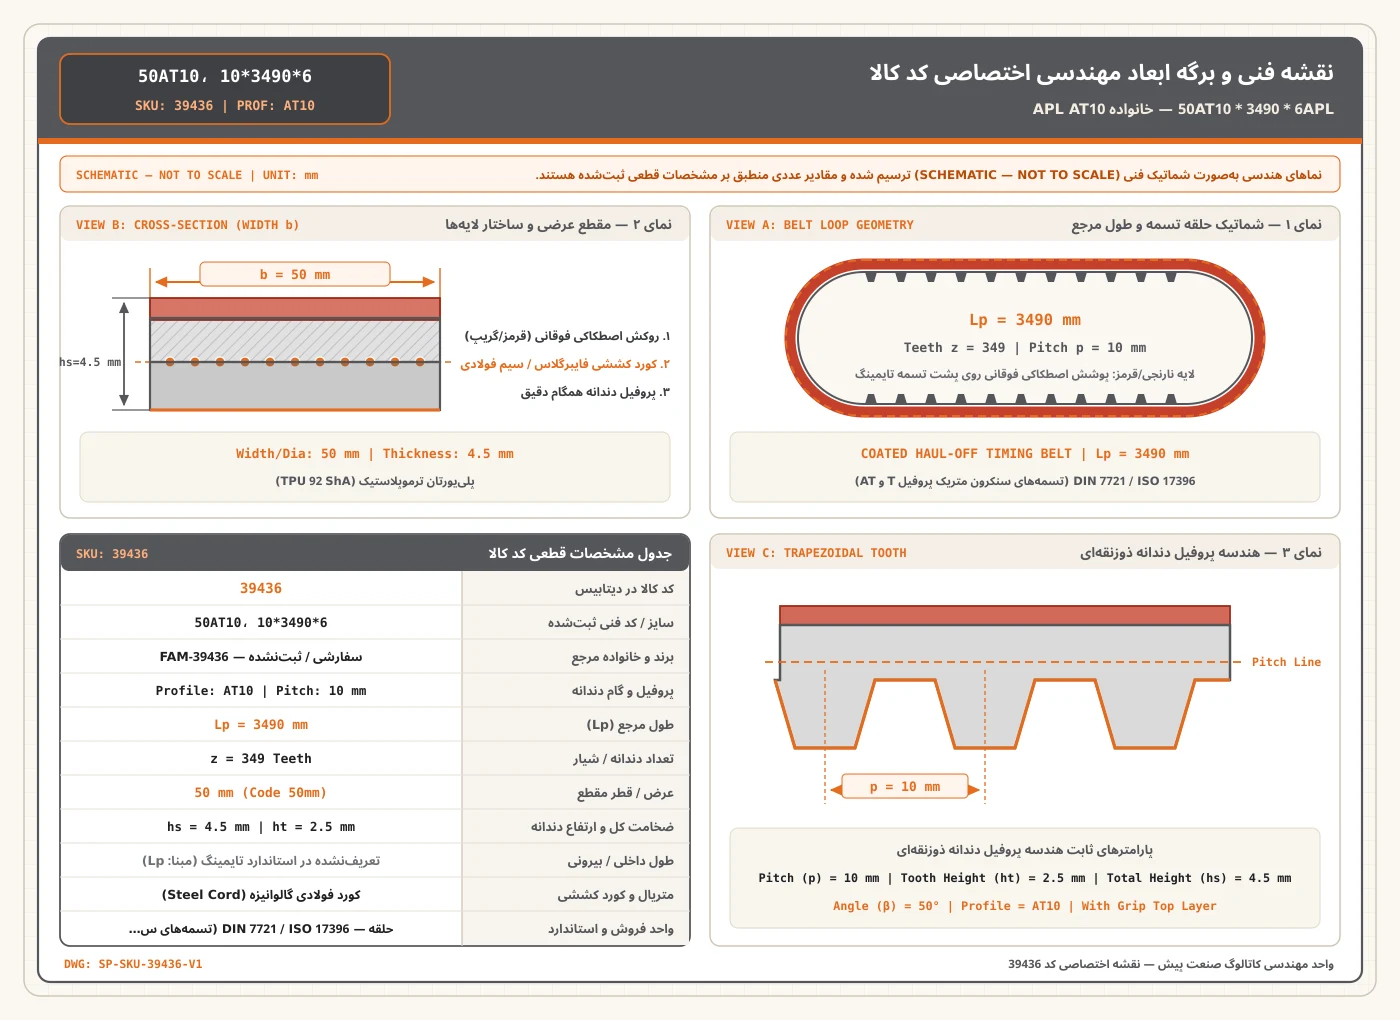 نقشه فنی و برگه ابعاد مهندسی اختصاصی کد کالا
50AT10 * 3490 * 6APL — خانواده APL AT10
50AT10، 10*3490*6
SKU: 39436 | PROF: AT10
نماهای هندسی به‌صورت شماتیک فنی (SCHEMATIC — NOT TO SCALE) ترسیم شده و مقادیر عددی منطبق بر مشخصات قطعی ثبت‌شده هستند.
SCHEMATIC — NOT TO SCALE | UNIT: mm
نمای ۱ — شماتیک حلقه تسمه و طول مرجع
VIEW A: BELT LOOP GEOMETRY
Lp = 3490 mm
Teeth z = 349 | Pitch p = 10 mm
لایه نارنجی/قرمز: پوشش اصطکاکی فوقانی روی پشت تسمه تایمینگ
COATED HAUL-OFF TIMING BELT | Lp = 3490 mm
DIN 7721 / ISO 17396 (تسمه‌های سنکرون متریک پروفیل T و AT)
نمای ۲ — مقطع عرضی و ساختار لایه‌ها
VIEW B: CROSS-SECTION (WIDTH b)
b = 50 mm
hs=4.5 mm
۱. روکش اصطکاکی فوقانی (قرمز/گریپ)
۲. کورد کششی فایبرگلاس / سیم فولادی
۳. پروفیل دندانه همگام دقیق
Width/Dia: 50 mm | Thickness: 4.5 mm
پلی‌یورتان ترموپلاستیک (TPU 92 ShA)
نمای ۳ — هندسه پروفیل دندانه ذوزنقه‌ای
VIEW C: TRAPEZOIDAL TOOTH
Pitch Line
p = 10 mm
پارامترهای ثابت هندسه پروفیل دندانه ذوزنقه‌ای
Pitch (p) = 10 mm | Tooth Height (ht) = 2.5 mm | Total Height (hs) = 4.5 mm
Angle (β) = 50° | Profile = AT10 | With Grip Top Layer
جدول مشخصات قطعی کد کالا
SKU: 39436
کد کالا در دیتابیس
39436
سایز / کد فنی ثبت‌شده
50AT10، 10*3490*6
برند و خانواده مرجع
سفارشی / ثبت‌نشده — FAM-39436
پروفیل و گام دندانه
Profile: AT10 | Pitch: 10 mm
طول مرجع (Lp)
Lp = 3490 mm
تعداد دندانه / شیار
z = 349 Teeth
عرض / قطر مقطع
50 mm (Code 50mm)
ضخامت کل و ارتفاع دندانه
hs = 4.5 mm | ht = 2.5 mm
طول داخلی / بیرونی
تعریف‌نشده در استاندارد تایمینگ (مبنا: Lp)
متریال و کورد کششی
کورد فولادی گالوانیزه (Steel Cord)
واحد فروش و استاندارد
حلقه — DIN 7721 / ISO 17396 (تسمه‌های س...
واحد مهندسی کاتالوگ صنعت پیش — نقشه اختصاصی کد 39436
DWG: SP-SKU-39436-V1